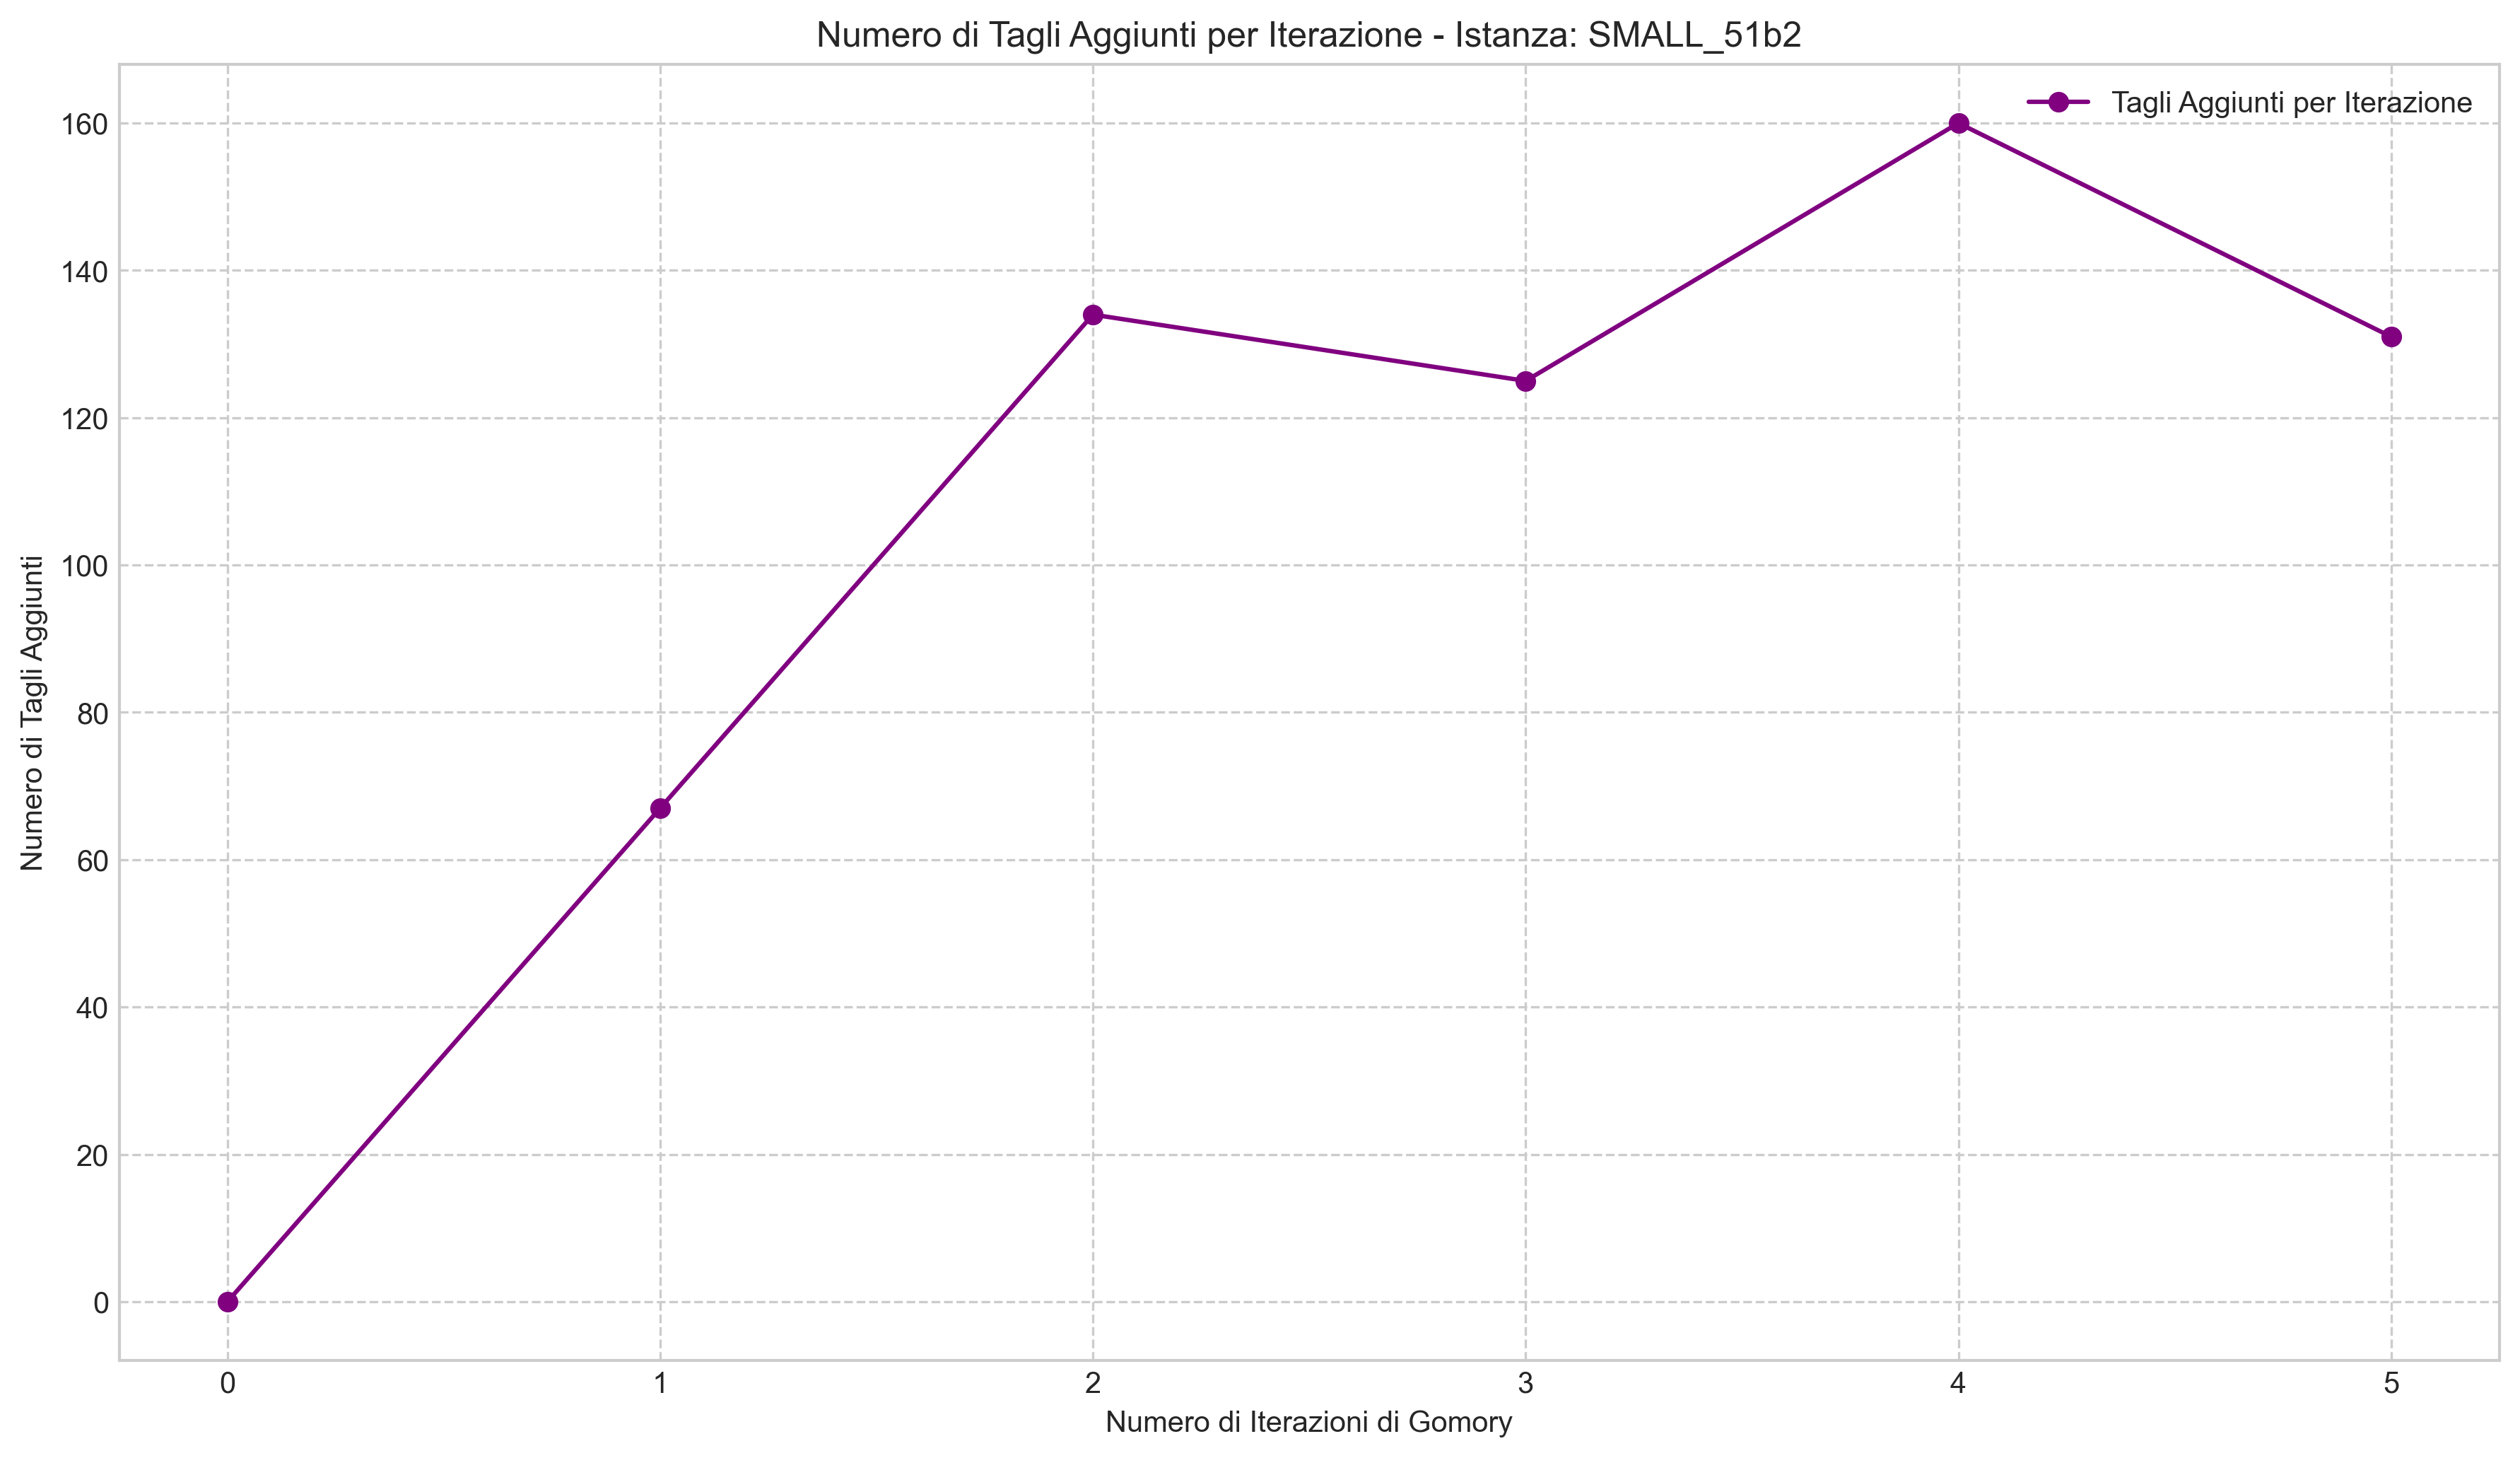 Numero di Tagli Aggiunti per Iterazione - Istanza: SMALL_51b2
Tagli Aggiunti per Iterazione
Numero di Tagli Aggiunti
160
140
120
100
80
60
40
20
0
0 1 2 3 4 5
Numero di Iterazioni di Gomory